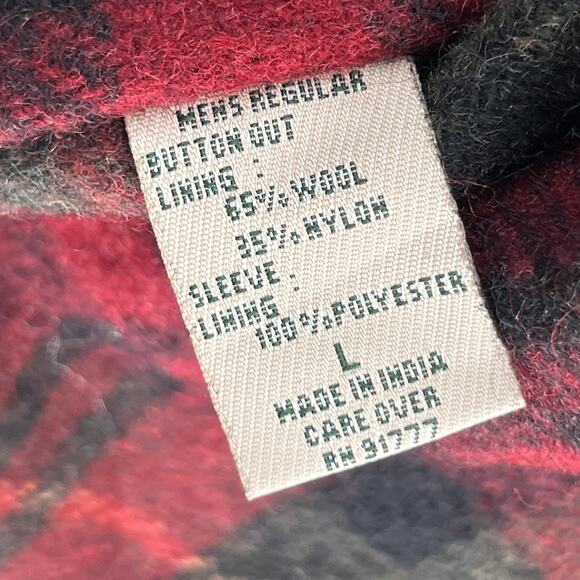 MENS REGULAR
BUTTON OUT
LINING :
65% WOOL
35% NYLON
SLEEVE :
LINING :
100% POLYESTER
L
MADE IN INDIA
CARE OVER
RN 91777